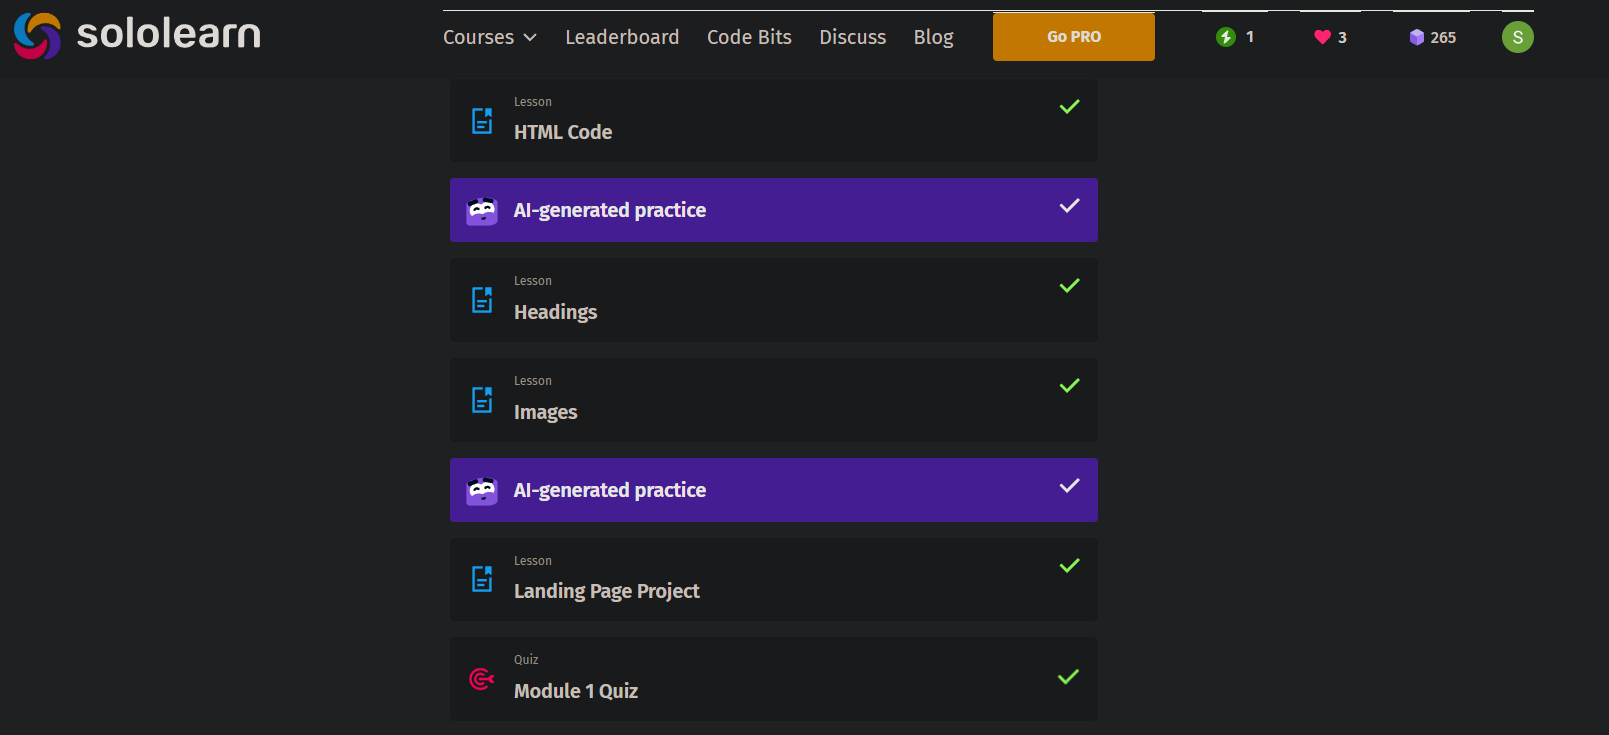 sololearn
Courses Leaderboard Code Bits Discuss Blog Go PRO 1 3 265 S
Lesson
HTML Code
AI-generated practice
Lesson
Headings
Lesson
Images
AI-generated practice
Lesson
Landing Page Project
Quiz
Module 1 Quiz